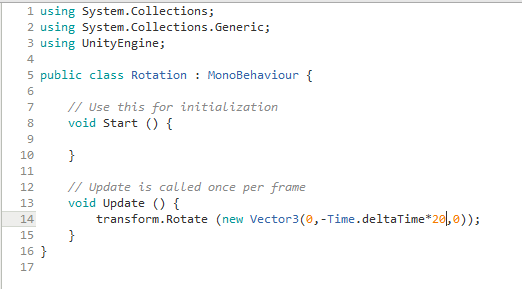 1 using System.Collections;
2 using System.Collections.Generic;
3 using UnityEngine;
4
5 public class Rotation : MonoBehaviour {
6
7     // Use this for initialization
8     void Start () {
9
10     }
11
12     // Update is called once per frame
13     void Update () {
14         transform.Rotate (new Vector3(0,-Time.deltaTime*20,0));
15     }
16 }
17